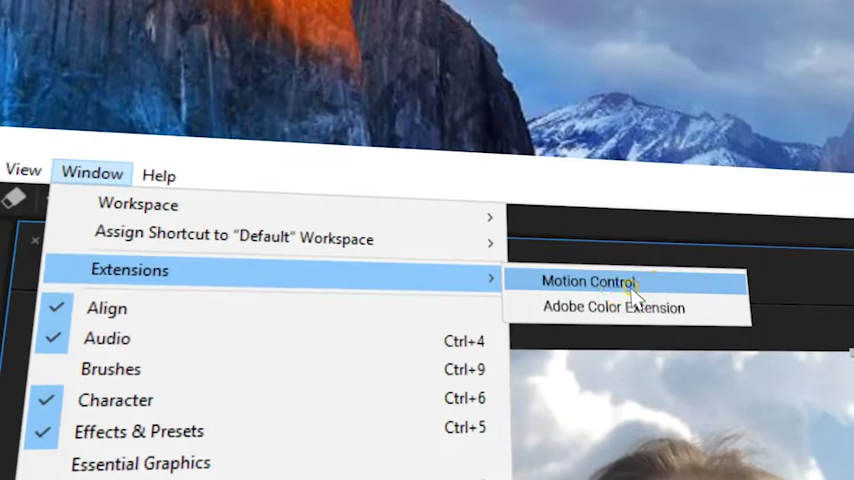 View Window Help
Workspace
Assign Shortcut to “Default” Workspace
Extensions
Motion Control
Adobe Color Extension
Align
Audio Ctrl+4
Brushes Ctrl+9
Character Ctrl+6
Effects & Presets Ctrl+5
Essential Graphics